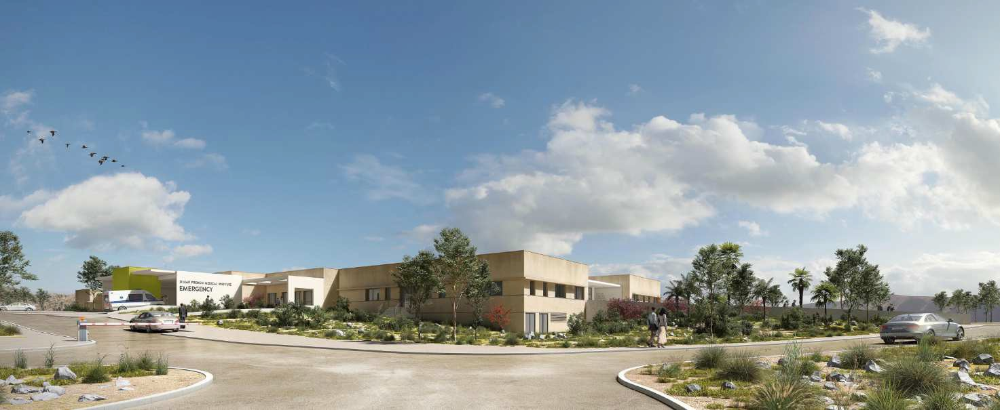 SINJAR FRENCH MEDICAL INSTITUTE
EMERGENCY